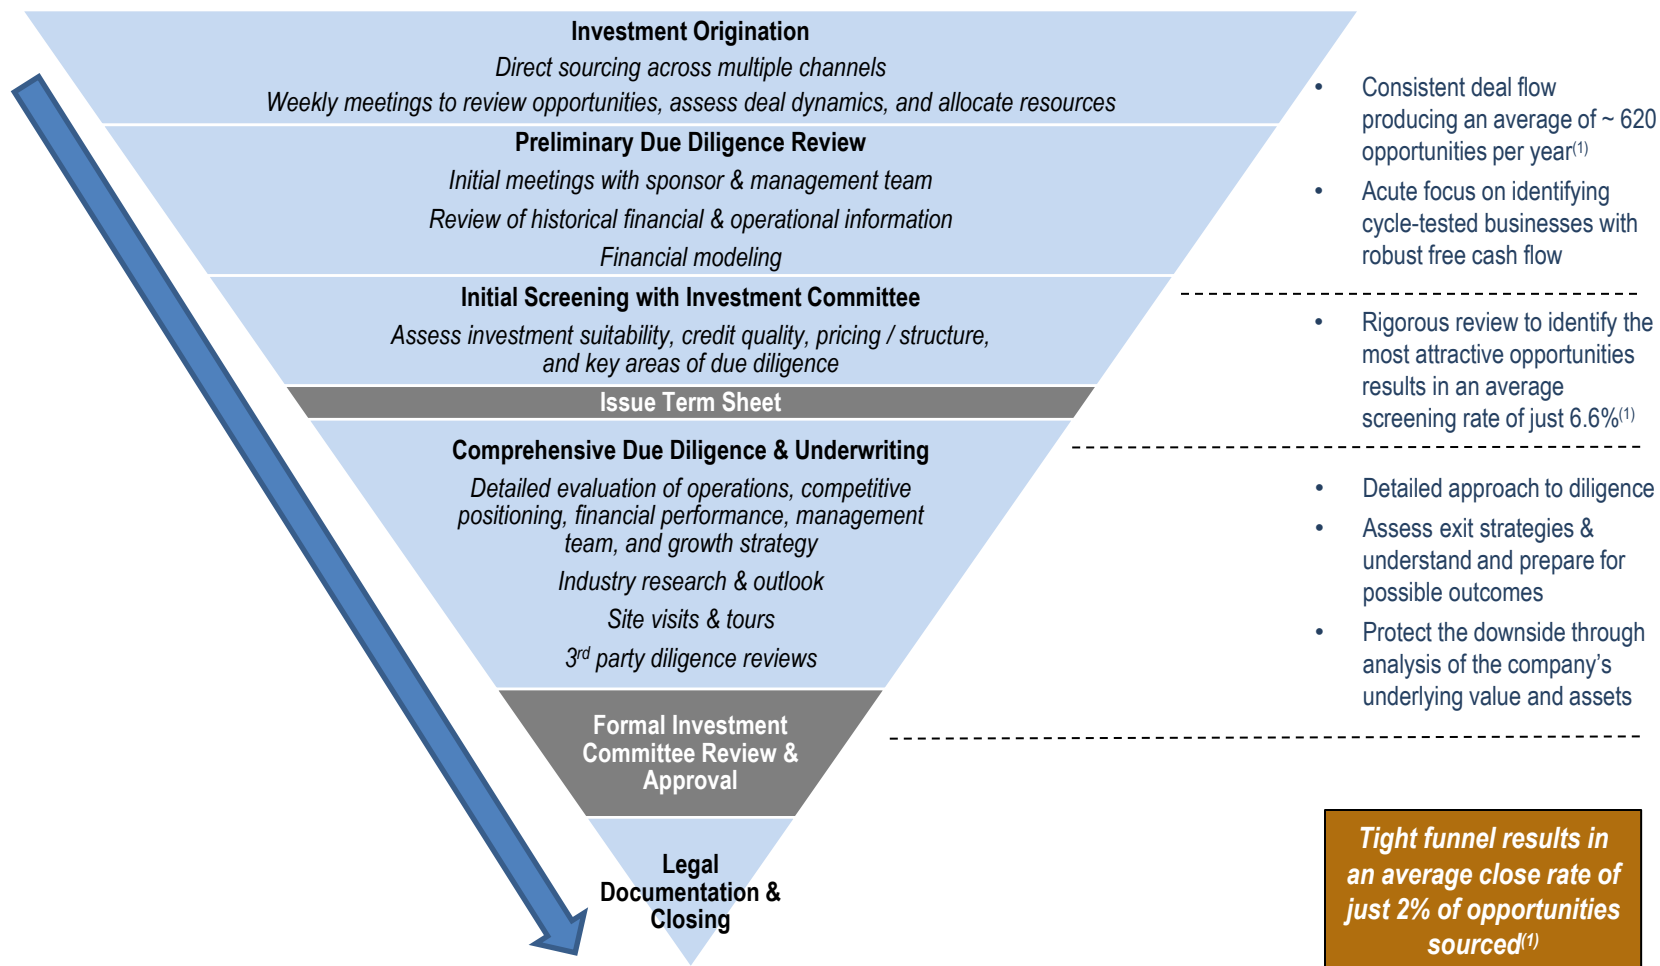 Investment Origination
Direct sourcing across multiple channels
Weekly meetings to review opportunities, assess deal dynamics, and allocate resources
Preliminary Due Diligence Review
Initial meetings with sponsor & management team
Review of historical financial & operational information
Financial modeling
Initial Screening with Investment Committee
Assess investment suitability, credit quality, pricing / structure,
and key areas of due diligence
Issue Term Sheet
Comprehensive Due Diligence & Underwriting
Detailed evaluation of operations, competitive
positioning, financial performance, management
team, and growth strategy
Industry research & outlook
Site visits & tours
3rd party diligence reviews
Formal Investment
Committee Review &
Approval
Legal
Documentation &
Closing
• Consistent deal flow
producing an average of ~ 620
opportunities per year(1)
• Acute focus on identifying
cycle-tested businesses with
robust free cash flow
• Rigorous review to identify the
most attractive opportunities
results in an average
screening rate of just 6.6%(1)
• Detailed approach to diligence
• Assess exit strategies &
understand and prepare for
possible outcomes
• Protect the downside through
analysis of the company’s
underlying value and assets
Tight funnel results in
an average close rate of
just 2% of opportunities
sourced(1)